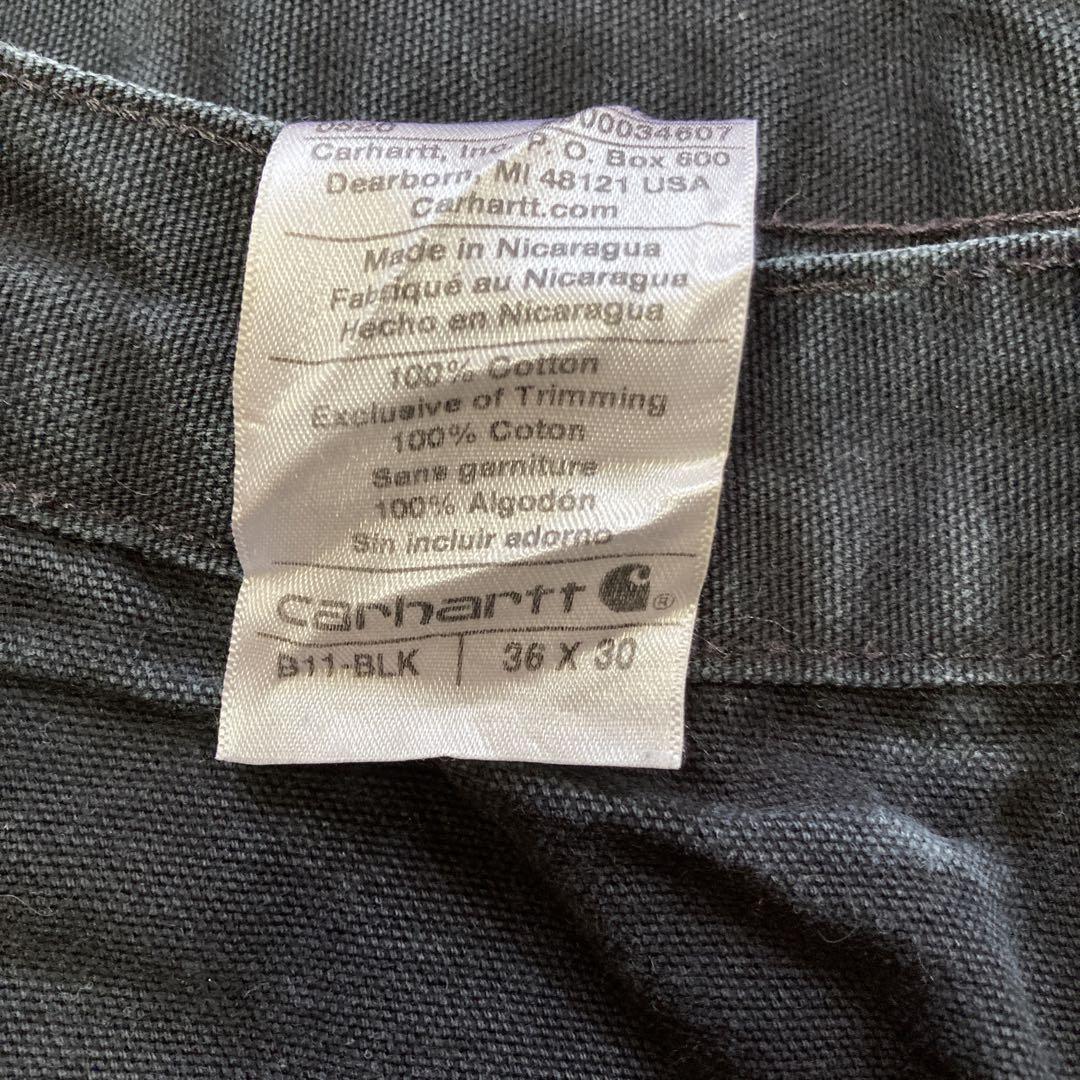 0520 00034607
Carhartt, Inc. P. O. Box 600
Dearborn, MI 48121 USA
Carhartt.com
Made in Nicaragua
Fabriqué au Nicaragua
Hecho en Nicaragua
100% Cotton
Exclusive of Trimming
100% Coton
Sans garniture
100% Algodón
Sin incluir adorno
carhartt ®
B11-BLK | 36 X 30